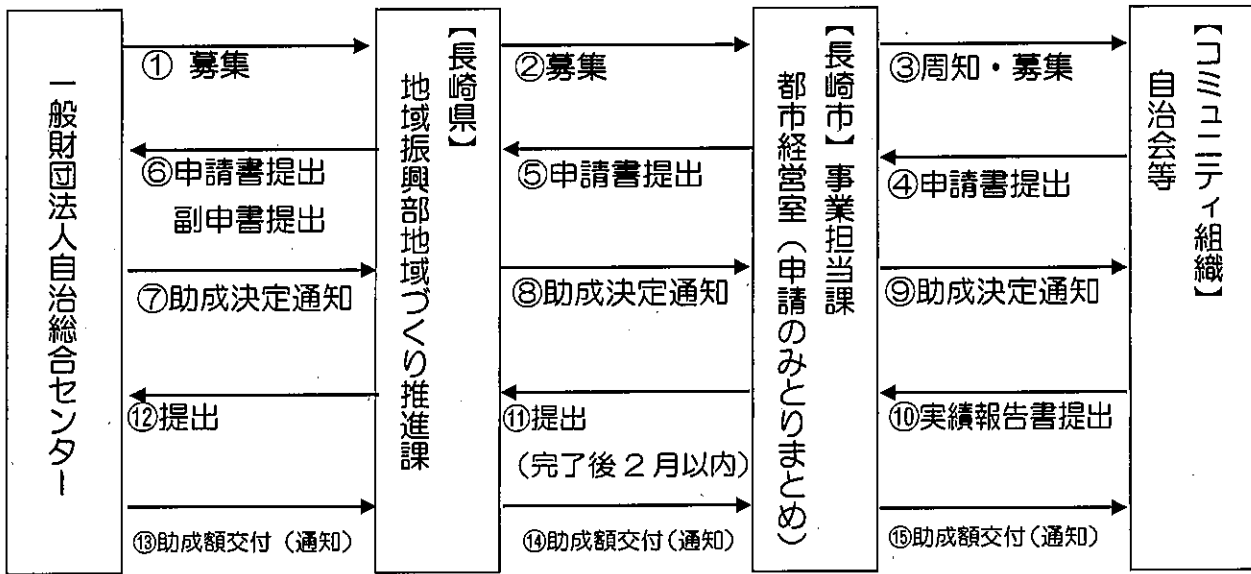 一般財団法人自治総合センター
① 募集
⑥申請書提出
副申書提出
⑦助成決定通知
⑫提出
⑬助成額交付（通知）
【長崎県】
地域振興部地域づくり推進課
②募集
⑤申請書提出
⑧助成決定通知
⑪提出
（完了後２月以内）
⑭助成額交付（通知）
【長崎市】事業担当課
都市経営室（申請のみとりまとめ）
③周知・募集
④申請書提出
⑨助成決定通知
⑩実績報告書提出
⑮助成額交付（通知）
【コミュニティ組織】
自治会等